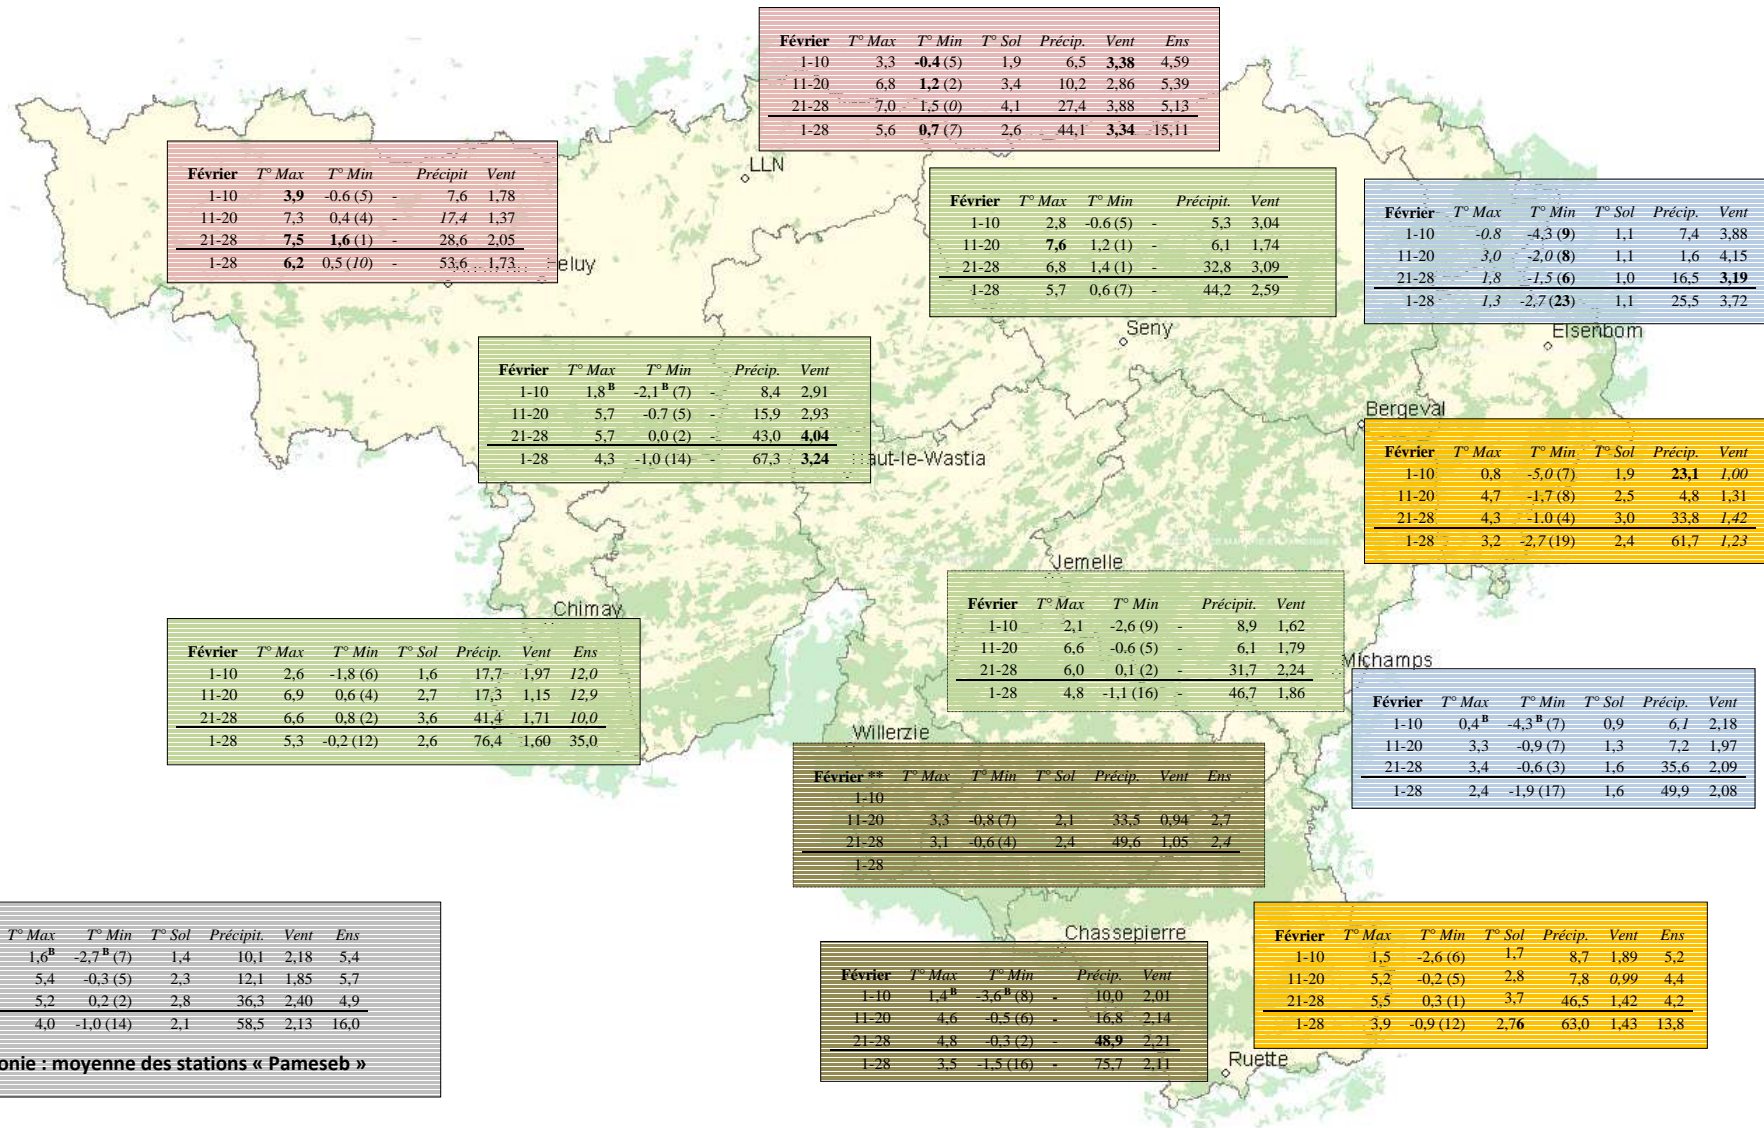 Février T° Max T° Min T° Sol Précip. Vent Ens
1-10 3,3 -0.4 (5) 1,9 6,5 3,38 4,59
11-20 6,8 1,2 (2) 3,4 10,2 2,86 5,39
21-28 7,0 1,5 (0) 4,1 27,4 3,88 5,13
1-28 5,6 0,7 (7) 2,6 44,1 3,34 15,11
LLN
Février T° Max T° Min Précipit Vent
1-10 3,9 -0.6 (5) - 7,6 1,78
11-20 7,3 0,4 (4) - 17,4 1,37
21-28 7,5 1,6 (1) - 28,6 2,05
1-28 6,2 0,5 (10) - 53,6 1,73
eluy
Février T° Max T° Min Précipit. Vent
1-10 2,8 -0.6 (5) - 5,3 3,04
11-20 7,6 1,2 (1) - 6,1 1,74
21-28 6,8 1,4 (1) - 32,8 3,09
1-28 5,7 0,6 (7) - 44,2 2,59
Seny
Février T° Max T° Min T° Sol Précip. Vent
1-10 -0.8 -4,3 (9) 1,1 7,4 3,88
11-20 3,0 -2,0 (8) 1,1 1,6 4,15
21-28 1,8 -1,5 (6) 1,0 16,5 3,19
1-28 1,3 -2,7 (23) 1,1 25,5 3,72
Elsenborn
Février T° Max T° Min Précip. Vent
1-10 1,8 B -2,1 B (7) - 8,4 2,91
11-20 5,7 -0.7 (5) - 15,9 2,93
21-28 5,7 0,0 (2) - 43,0 4,04
1-28 4,3 -1,0 (14) - 67,3 3,24
aut-le-Wastia
Bergeval
Février T° Max T° Min T° Sol Précip. Vent
1-10 0,8 -5,0 (7) 1,9 23,1 1,00
11-20 4,7 -1,7 (8) 2,5 4,8 1,31
21-28 4,3 -1.0 (4) 3,0 33,8 1,42
1-28 3,2 -2,7 (19) 2,4 61,7 1,23
Jemelle
Février T° Max T° Min Précipit. Vent
1-10 2,1 -2,6 (9) - 8,9 1,62
11-20 6,6 -0.6 (5) - 6,1 1,79
21-28 6,0 0,1 (2) - 31,7 2,24
1-28 4,8 -1,1 (16) - 46,7 1,86
Chimay
Février T° Max T° Min T° Sol Précip. Vent Ens
1-10 2,6 -1,8 (6) 1,6 17,7 1,97 12,0
11-20 6,9 0,6 (4) 2,7 17,3 1,15 12,9
21-28 6,6 0,8 (2) 3,6 41,4 1,71 10,0
1-28 5,3 -0,2 (12) 2,6 76,4 1,60 35,0
Michamps
Février T° Max T° Min T° Sol Précip. Vent
1-10 0,4 B -4,3 B (7) 0,9 6,1 2,18
11-20 3,3 -0,9 (7) 1,3 7,2 1,97
21-28 3,4 -0,6 (3) 1,6 35,6 2,09
1-28 2,4 -1,9 (17) 1,6 49,9 2,08
Willerzie
Février ** T° Max T° Min T° Sol Précip. Vent Ens
1-10
11-20 3,3 -0,8 (7) 2,1 33,5 0,94 2,7
21-28 3,1 -0,6 (4) 2,4 49,6 1,05 2,4
1-28
T° Max T° Min T° Sol Précipit. Vent Ens
1,6 B -2,7 B (7) 1,4 10,1 2,18 5,4
5,4 -0,3 (5) 2,3 12,1 1,85 5,7
5,2 0,2 (2) 2,8 36,3 2,40 4,9
4,0 -1,0 (14) 2,1 58,5 2,13 16,0
onie : moyenne des stations « Pameseb »
Chassepierre
Février T° Max T° Min Précip. Vent
1-10 1,4 B -3,6 B (8) - 10,0 2,01
11-20 4,6 -0,5 (6) - 16,8 2,14
21-28 4,8 -0,3 (2) - 48,9 2,21
1-28 3,5 -1,5 (16) - 75,7 2,11
Février T° Max T° Min T° Sol Précip. Vent Ens
1-10 1,5 -2,6 (6) 1,7 8,7 1,89 5,2
11-20 5,2 -0,2 (5) 2,8 7,8 0,99 4,4
21-28 5,5 0,3 (1) 3,7 46,5 1,42 4,2
1-28 3,9 -0,9 (12) 2,76 63,0 1,43 13,8
Ruette